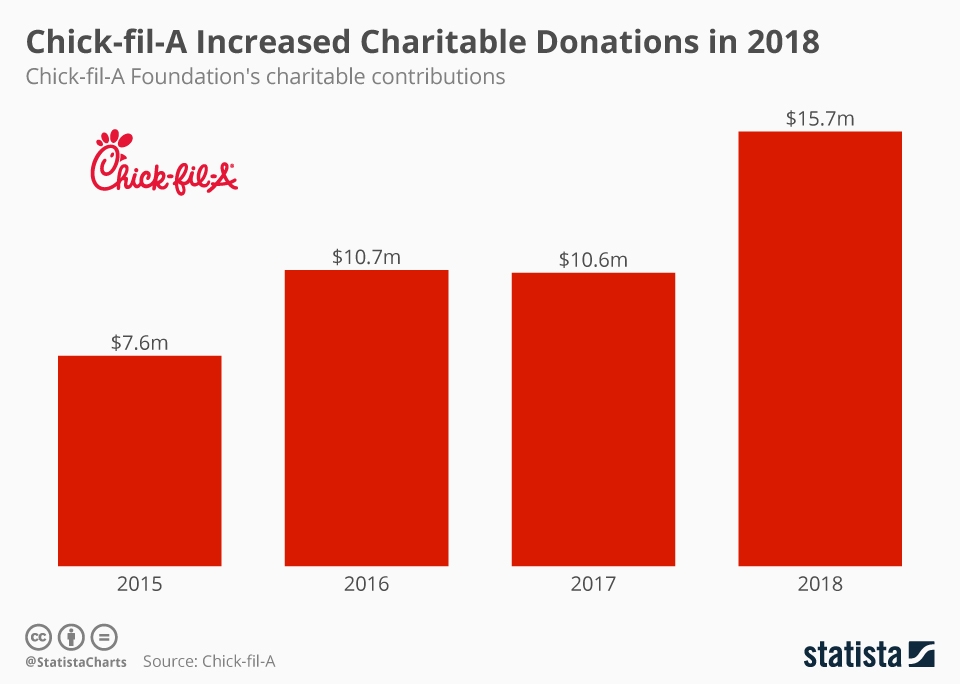 Chick-fil-A Increased Charitable Donations in 2018
Chick-fil-A Foundation's charitable contributions
Chick-fil-A®
$7.6m
$10.7m
$10.6m
$15.7m
2015
2016
2017
2018
cc
=
@StatistaCharts
Source: Chick-fil-A
statista